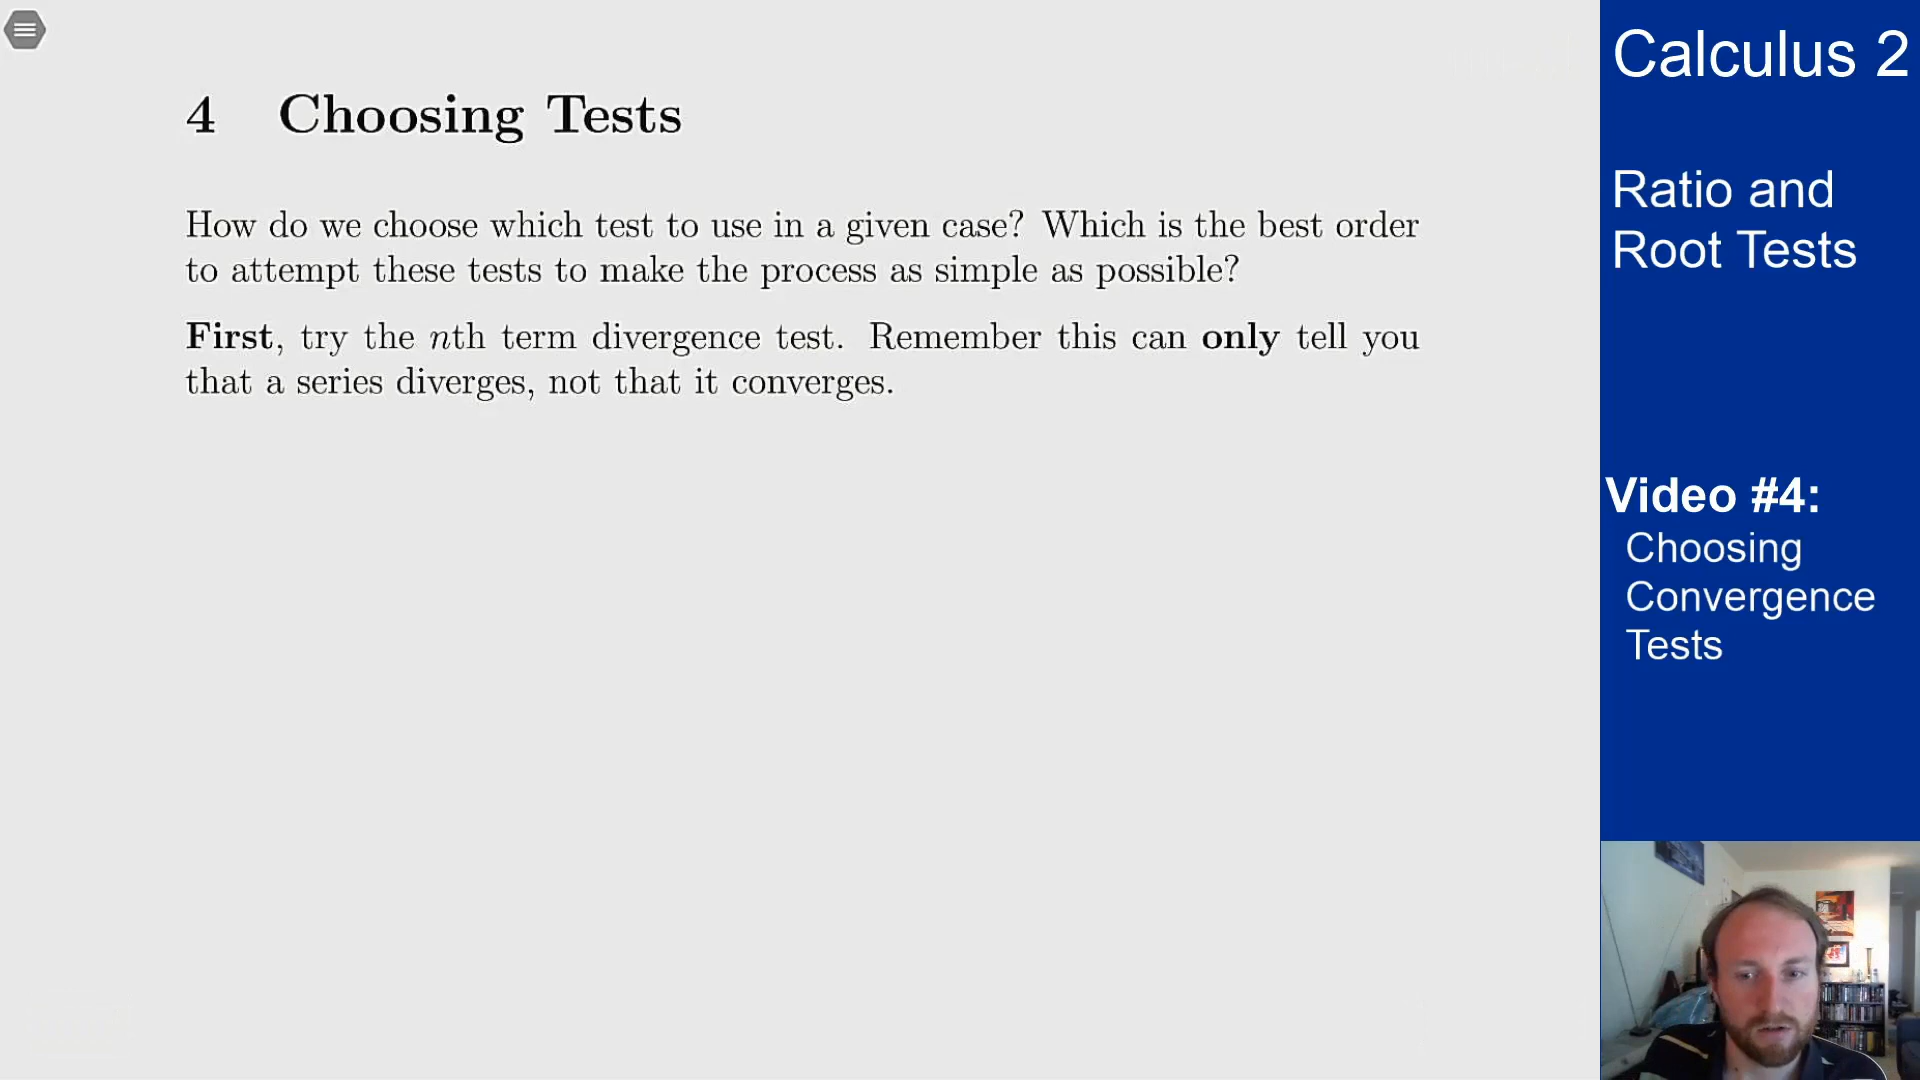 4 Choosing Tests
How do we choose which test to use in a given case? Which is the best order
to attempt these tests to make the process as simple as possible?
First, try the nth term divergence test. Remember this can only tell you
that a series diverges, not that it converges.
Calculus 2
Ratio and
Root Tests
Video #4:
Choosing
Convergence
Tests